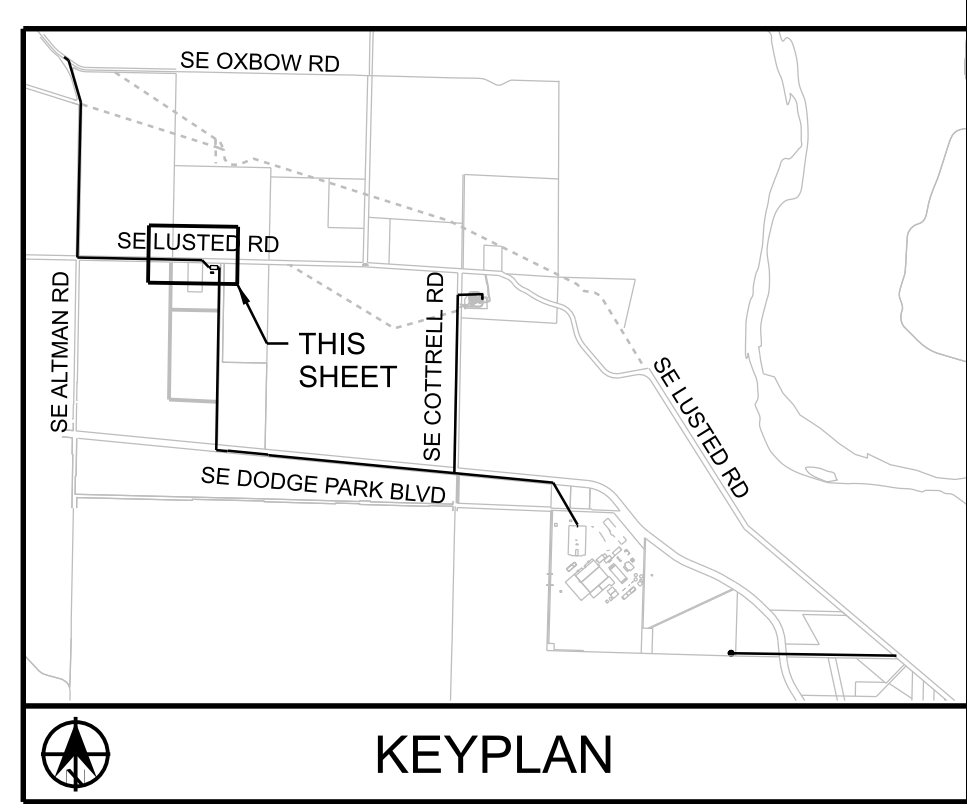 SE OXBOW RD
SE LUSTED RD
SE ALTMAN RD
THIS
SHEET
SE COTTRELL RD
SE LUSTED RD
SE DODGE PARK BLVD
KEYPLAN